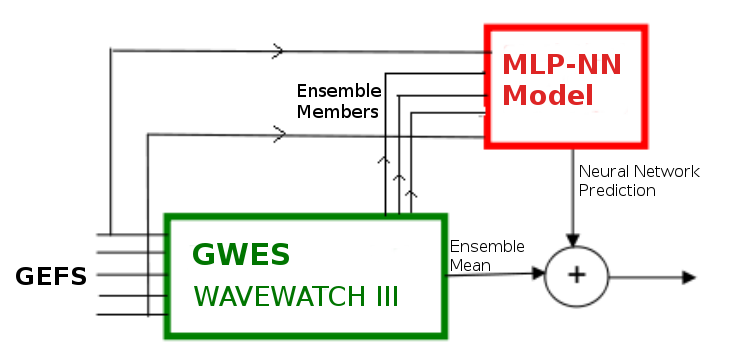 MLP-NN
Model
Ensemble
Members
Neural Network
Prediction
GWES
WAVEWATCH III
Ensemble
Mean
GEFS
+